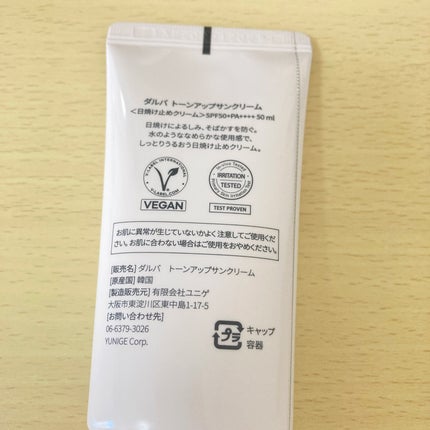 ダルバ トーンアップサンクリーム
<日焼け止めクリーム>SPF50+PA++++ 50 ml
日焼けによるしみ、そばかすを防ぐ。
水のようななめらかな使用感で、
しっとりうるおう日焼け止めクリーム。
V-LABEL INTERNATIONAL
V-LABEL.COM
VEGAN
IRRITATION
TESTED
TEST PROVEN
お肌に異常が生じていないかよく注意してご使用くだ
さい。お肌に合わない場合はご使用をおやめください。
[販売名] ダルバ トーンアップサンクリーム
[原産国] 韓国
[製造販売元] 有限会社ユニゲ
大阪市東淀川区東中島1-17-5
[お問い合わせ先]
06-6379-3026
YUNIGE Corp.
プラ
キャップ
容器